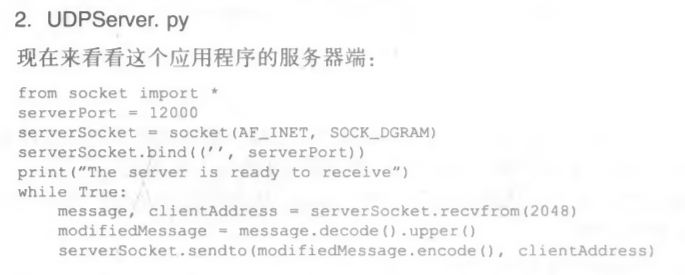 2. UDPServer. py
现在来看看这个应用程序的服务器端：
from socket import *
serverPort = 12000
serverSocket = socket(AF_INET, SOCK_DGRAM)
serverSocket.bind(('', serverPort))
print("The server is ready to receive")
while True:
    message, clientAddress = serverSocket.recvfrom(2048)
    modifiedMessage = message.decode().upper()
    serverSocket.sendto(modifiedMessage.encode(), clientAddress)